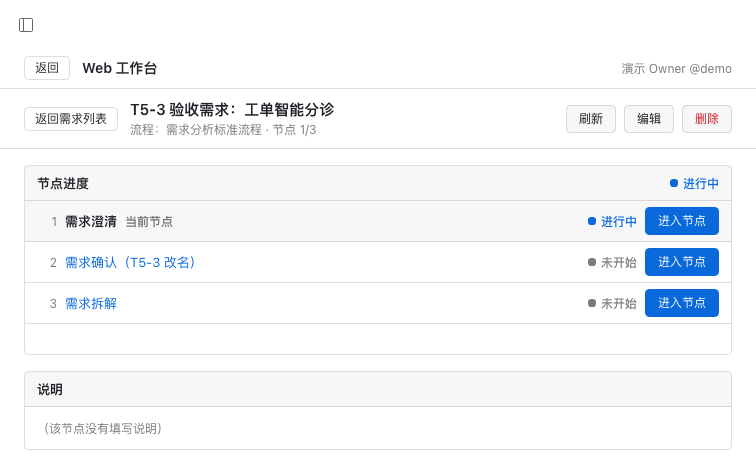 返回 Web 工作台 演示 Owner @demo
返回需求列表 T5-3 验收需求：工单智能分诊 刷新 编辑 删除
流程：需求分析标准流程 · 节点 1/3
节点进度 进行中
1 需求澄清 当前节点 进行中 进入节点
2 需求确认（T5-3 改名） 未开始 进入节点
3 需求拆解 未开始 进入节点
说明
（该节点没有填写说明）